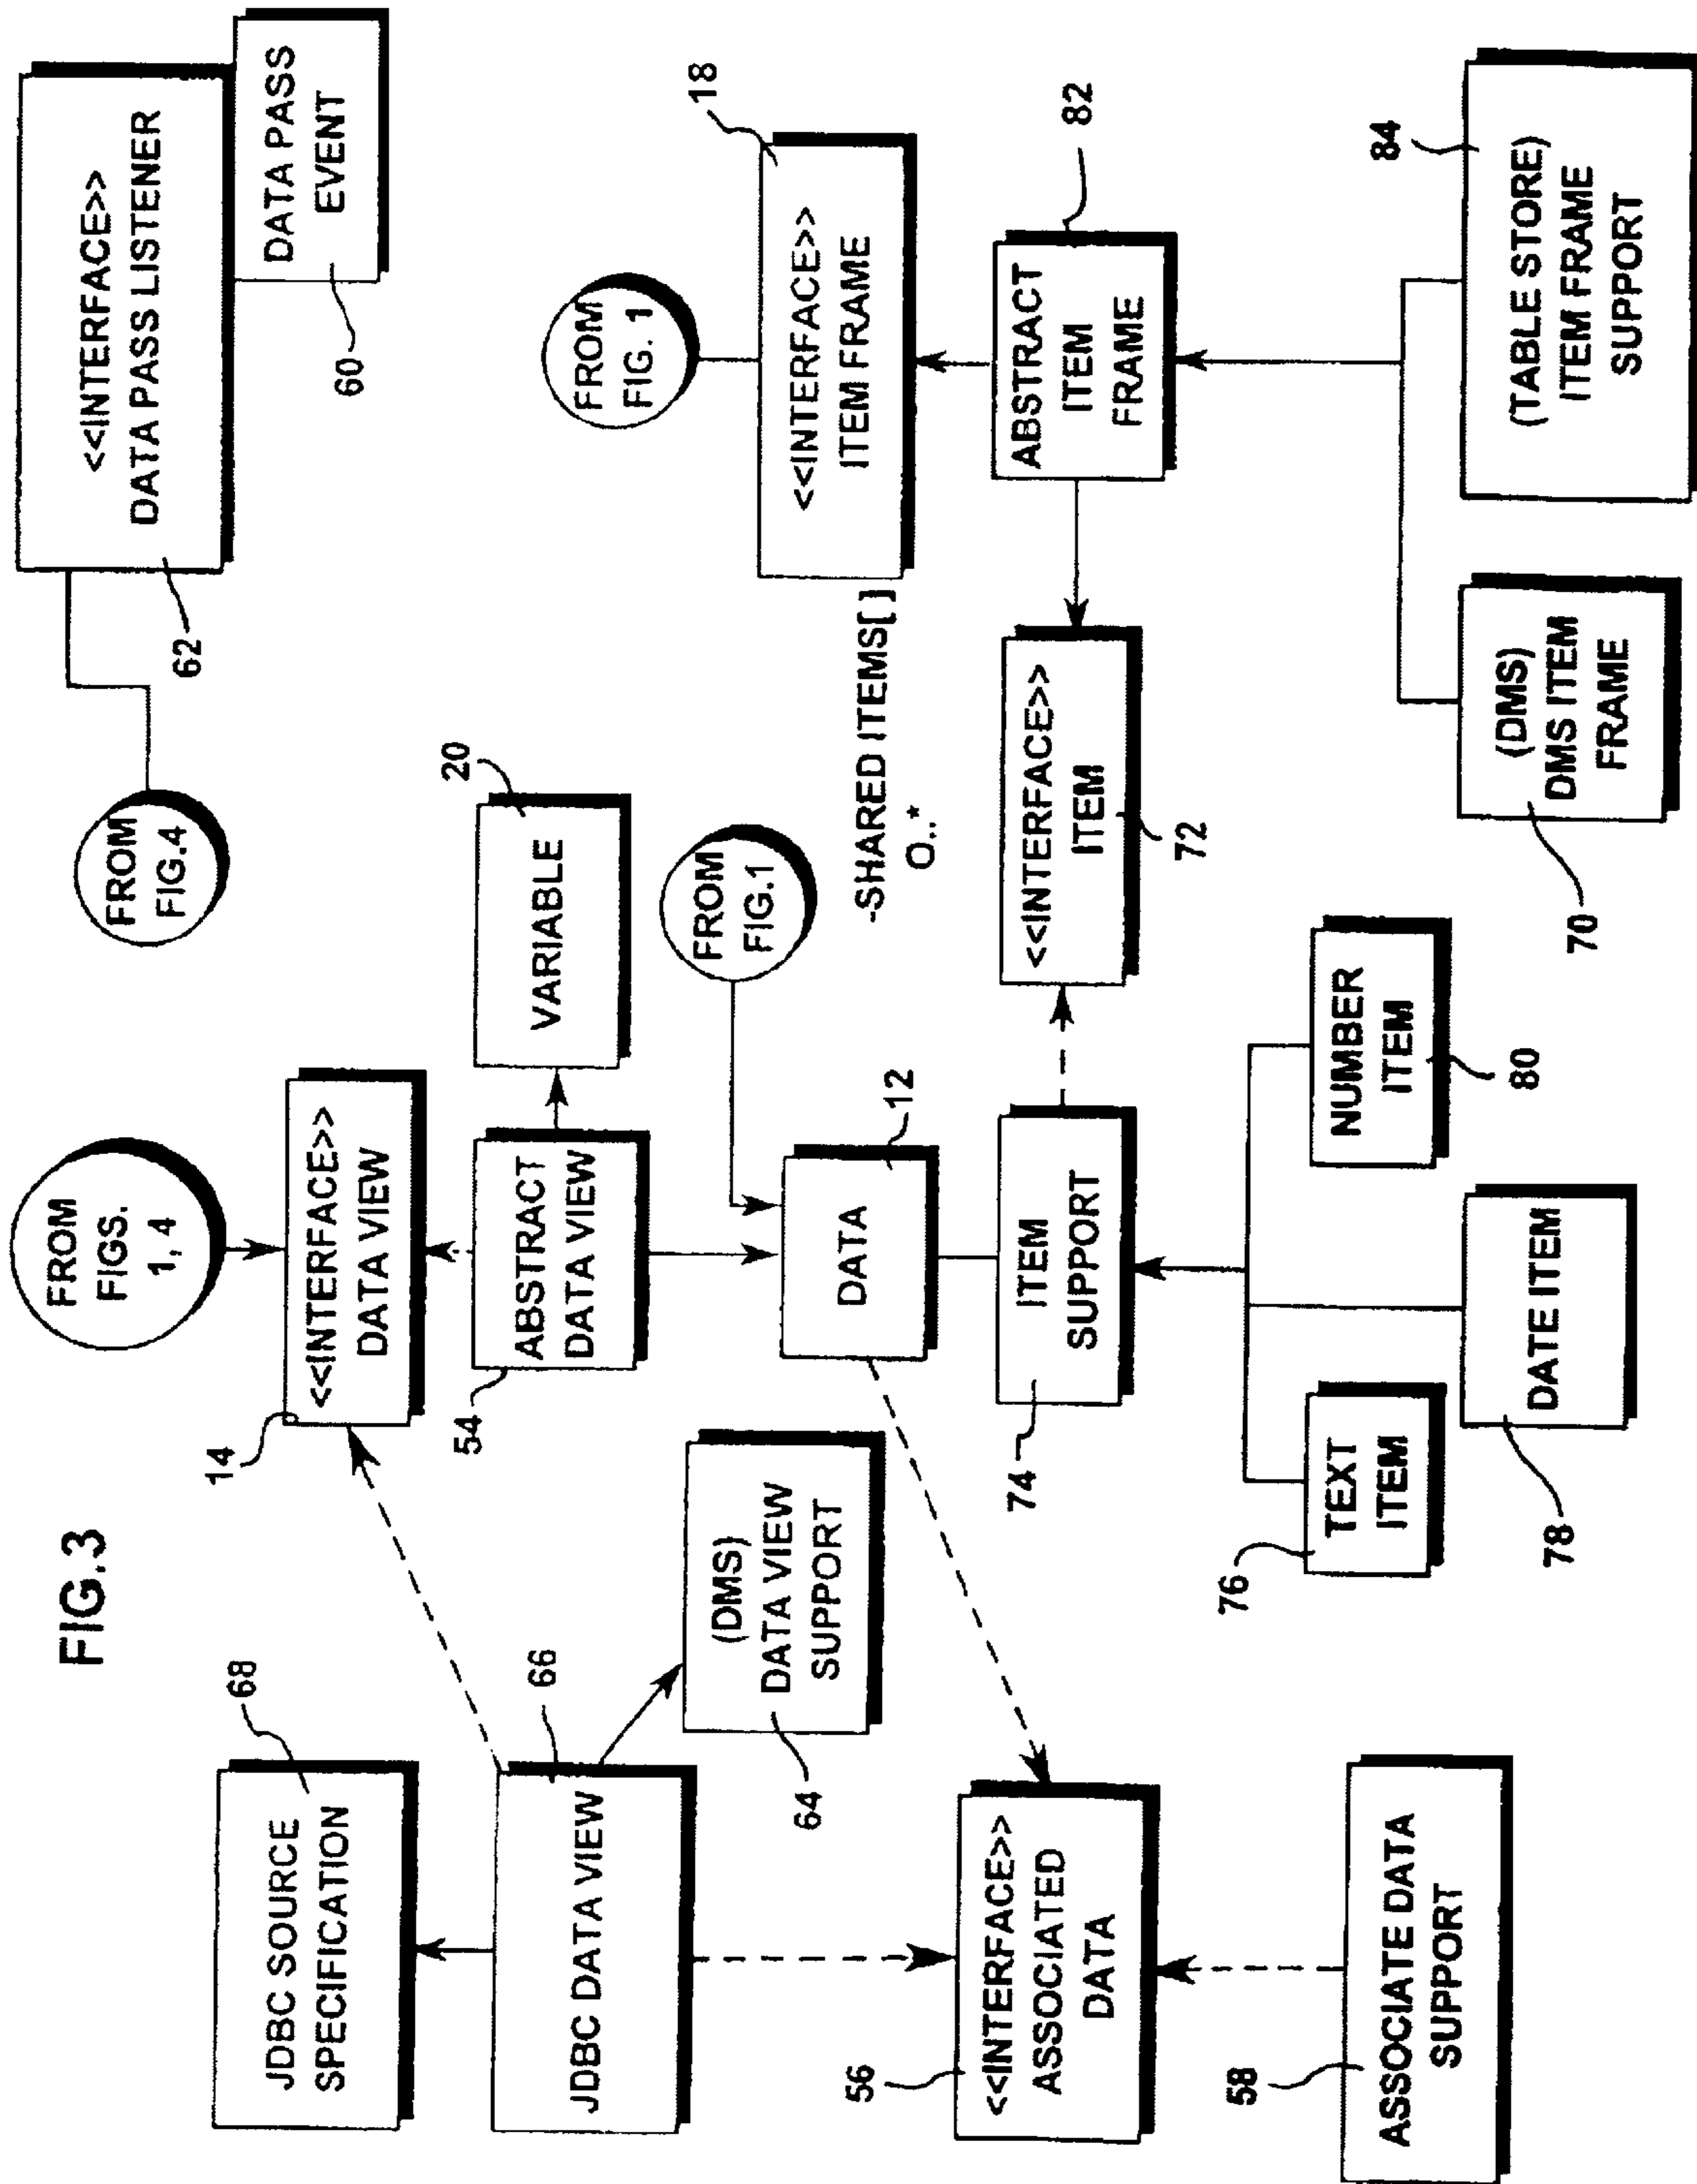 FIG.3
FROM
FIGS.
1, 4
FROM
FIG.4
<<INTERFACE>>
DATA PASS LISTENER
62
DATA PASS
EVENT
60
JDBC SOURCE
SPECIFICATION
68
14
<<INTERFACE>>
DATA VIEW
20
VARIABLE
FROM
FIG. 1
18
<<INTERFACE>>
ITEM FRAME
JDBC DATA VIEW
66
54
ABSTRACT
DATA VIEW
FROM
FIG.1
(DMS)
DATA VIEW
SUPPORT
64
DATA
12
-SHARED ITEMS[ ]
O..*
ABSTRACT
ITEM
FRAME
82
56
<<INTERFACE>>
ASSOCIATED
DATA
74
ITEM
SUPPORT
<<INTERFACE>>
ITEM
72
58
ASSOCIATE DATA
SUPPORT
76
TEXT
ITEM
78
DATE ITEM
NUMBER
ITEM
80
70
(DMS)
DMS ITEM
FRAME
84
(TABLE STORE)
ITEM FRAME
SUPPORT